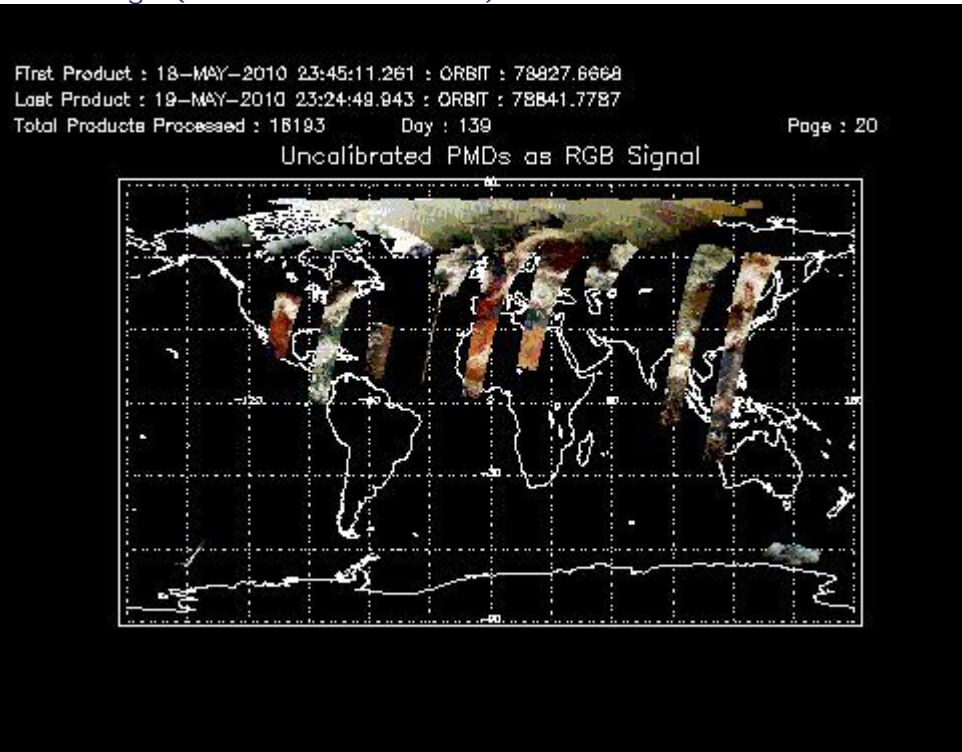 First Product : 18-MAY-2010 23:45:11.261 : ORBIT : 78827.6668
Last Product : 19-MAY-2010 23:24:49.943 : ORBIT : 78841.7787
Total Products Processed : 16193 Day : 139 Page : 20
Uncalibrated PMDs as RGB Signal